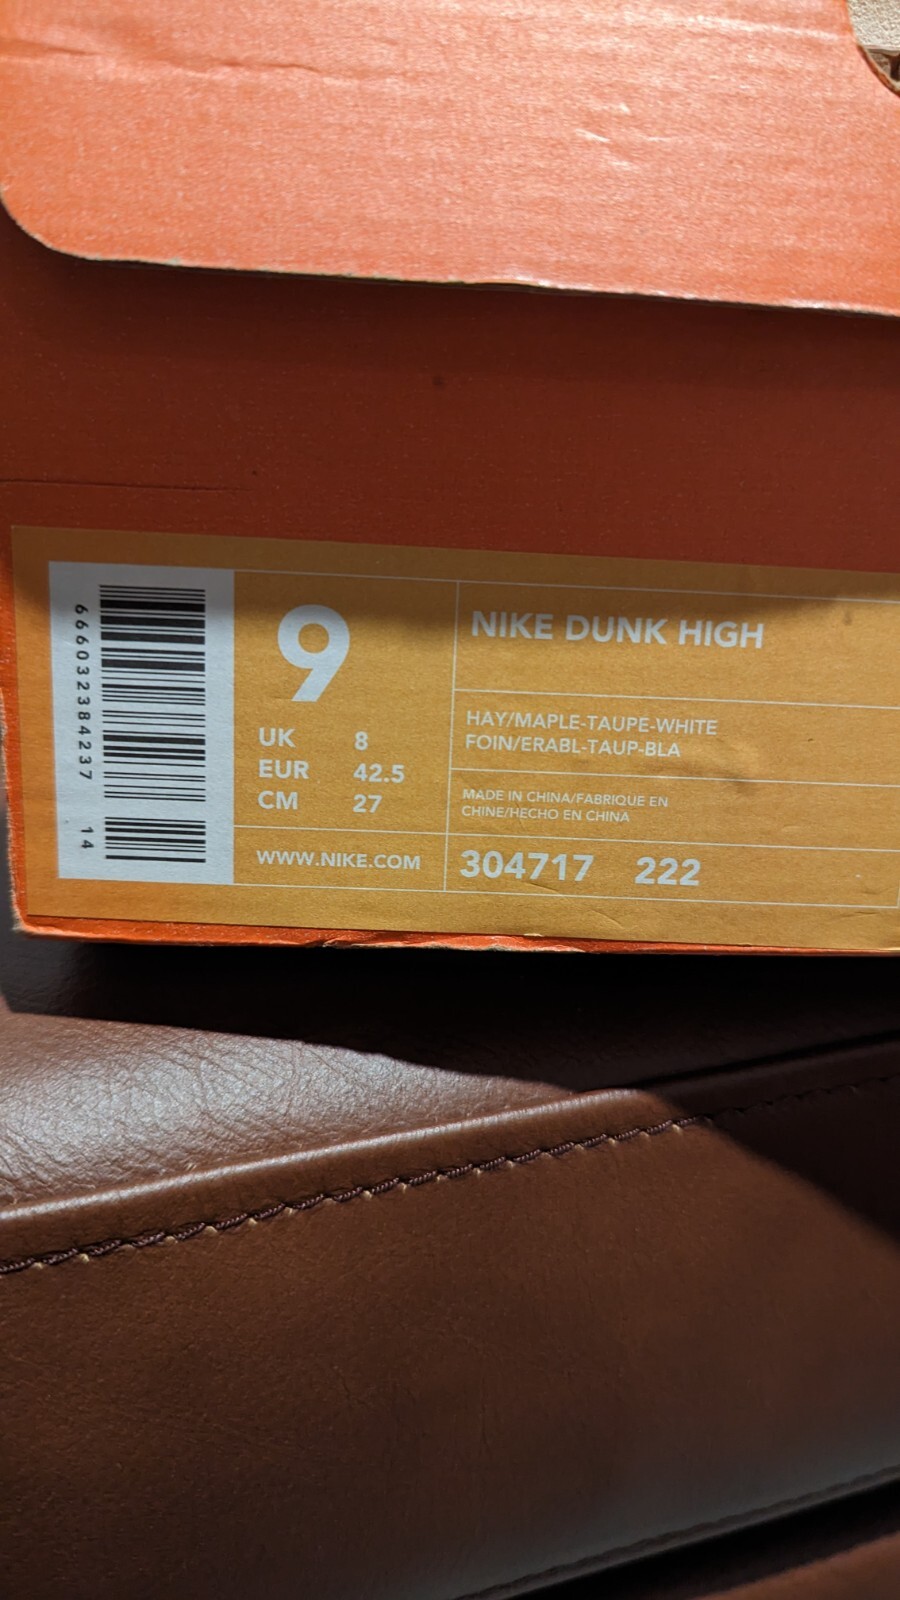 666032384237 14
9
UK 8
EUR 42.5
CM 27
WWW.NIKE.COM
NIKE DUNK HIGH
HAY/MAPLE-TAUPE-WHITE
FOIN/ERABL-TAUP-BLA
MADE IN CHINA/FABRIQUE EN
CHINE/HECHO EN CHINA
304717 222